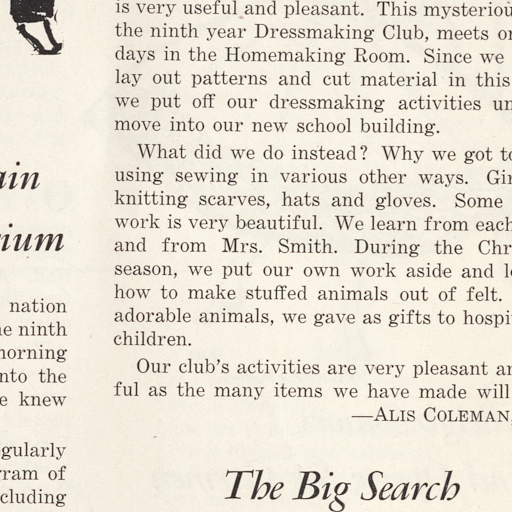 ain
rium
nation
ne ninth
morning
nto the
e knew
gularly
gram of
cluding
is very useful and pleasant. This mysteriou
the ninth year Dressmaking Club, meets on
days in the Homemaking Room. Since we
lay out patterns and cut material in this
we put off our dressmaking activities un
move into our new school building.
What did we do instead? Why we got to
using sewing in various other ways. Gir
knitting scarves, hats and gloves. Some
work is very beautiful. We learn from each
and from Mrs. Smith. During the Chr
season, we put our own work aside and le
how to make stuffed animals out of felt.
adorable animals, we gave as gifts to hospi
children.
Our club's activities are very pleasant an
ful as the many items we have made will
—ALIS COLEMAN,
The Big Search